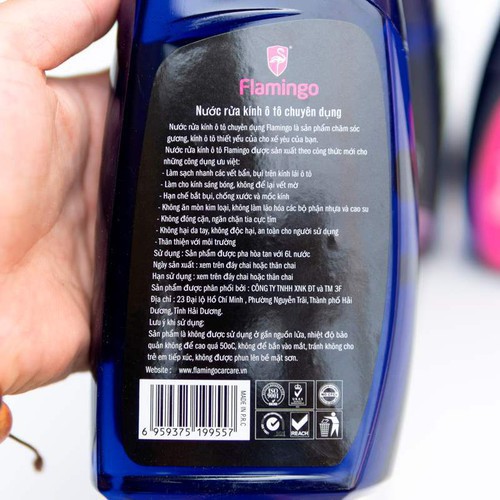 Flamingo
Nước rửa kính ô tô chuyên dụng
Nước rửa kính ô tô chuyên dụng Flamingo là sản phẩm chăm sóc
gương, kính ô tô thiết yếu của cho xế yêu của bạn.
Nước rửa kính ô tô Flamingo được sản xuất theo công thức mới cho
những công dụng ưu việt:
- Làm sạch nhanh các vết bẩn, bụi trên kính lái ô tô
- Làm cho kính sáng bóng, không để lại vết mờ
- Hạn chế bắt bụi, chống nước và mốc kính
- Không ăn mòn kim loại, không làm lão hóa các bộ phận nhựa và cao su
- Không đóng cặn, ngăn chặn tia cực tím
- Không hại da tay, không độc hại, an toàn cho người sử dụng
- Thân thiện với môi trường
Sử dụng : Sản phẩm được pha hòa tan với 6L nước
Ngày sản xuất : xem trên đáy chai hoặc thân chai
Hạn sử dụng : xem trên đáy chai hoặc thân chai
Sản phẩm được phân phối bởi : CÔNG TY TNHH XNK ĐT và TM 3F
Địa chỉ : 23 Đại lộ Hồ Chí Minh , Phường Nguyễn Trãi, Thành phố Hải
Dương, Tỉnh Hải Dương.
Lưu ý khi sử dụng:
Sản phẩm là không được sử dụng ở gần nguồn lửa, nhiệt độ bảo
quản không để cao quá 50oC, không để bắn vào mắt, tránh không cho
trẻ em tiếp xúc, không được phun lên bề mặt sơn.
Website : www.flamingocarcare.vn
6 959375 199557
MADE IN P.R.C
ISO
9001
SGS
REACH